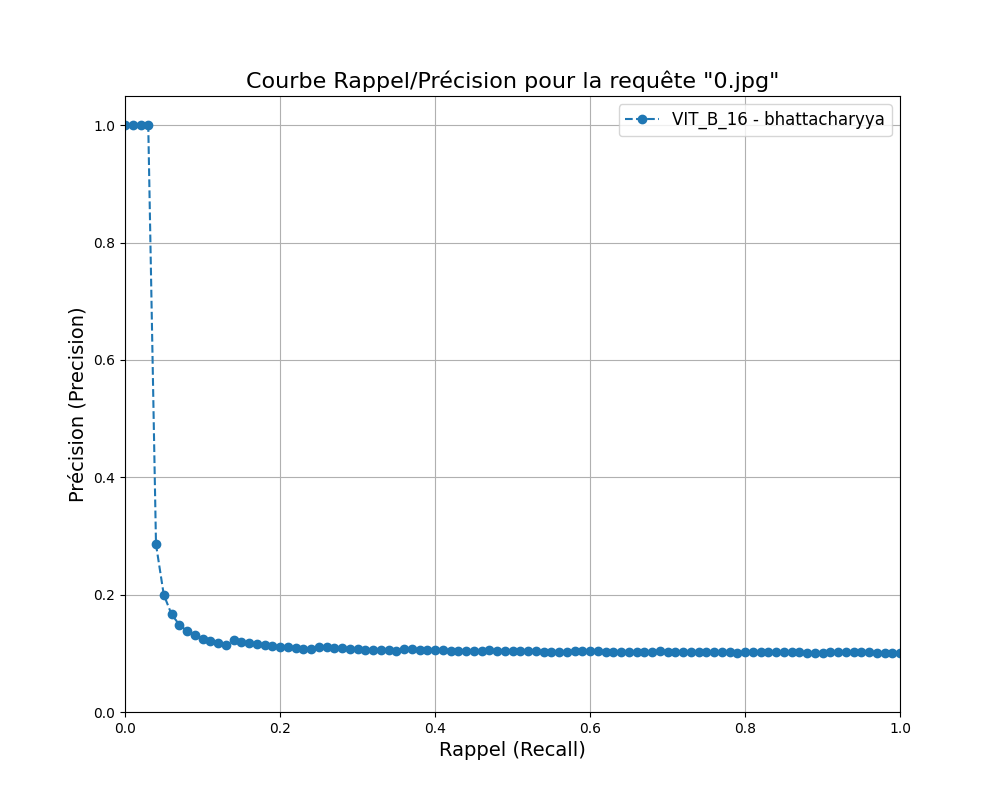 Courbe Rappel/Précision pour la requête "0.jpg"
VIT_B_16 - bhattacharyya
1.0
0.8
0.6
0.4
0.2
0.0
Précision (Precision)
0.0 0.2 0.4 0.6 0.8 1.0
Rappel (Recall)